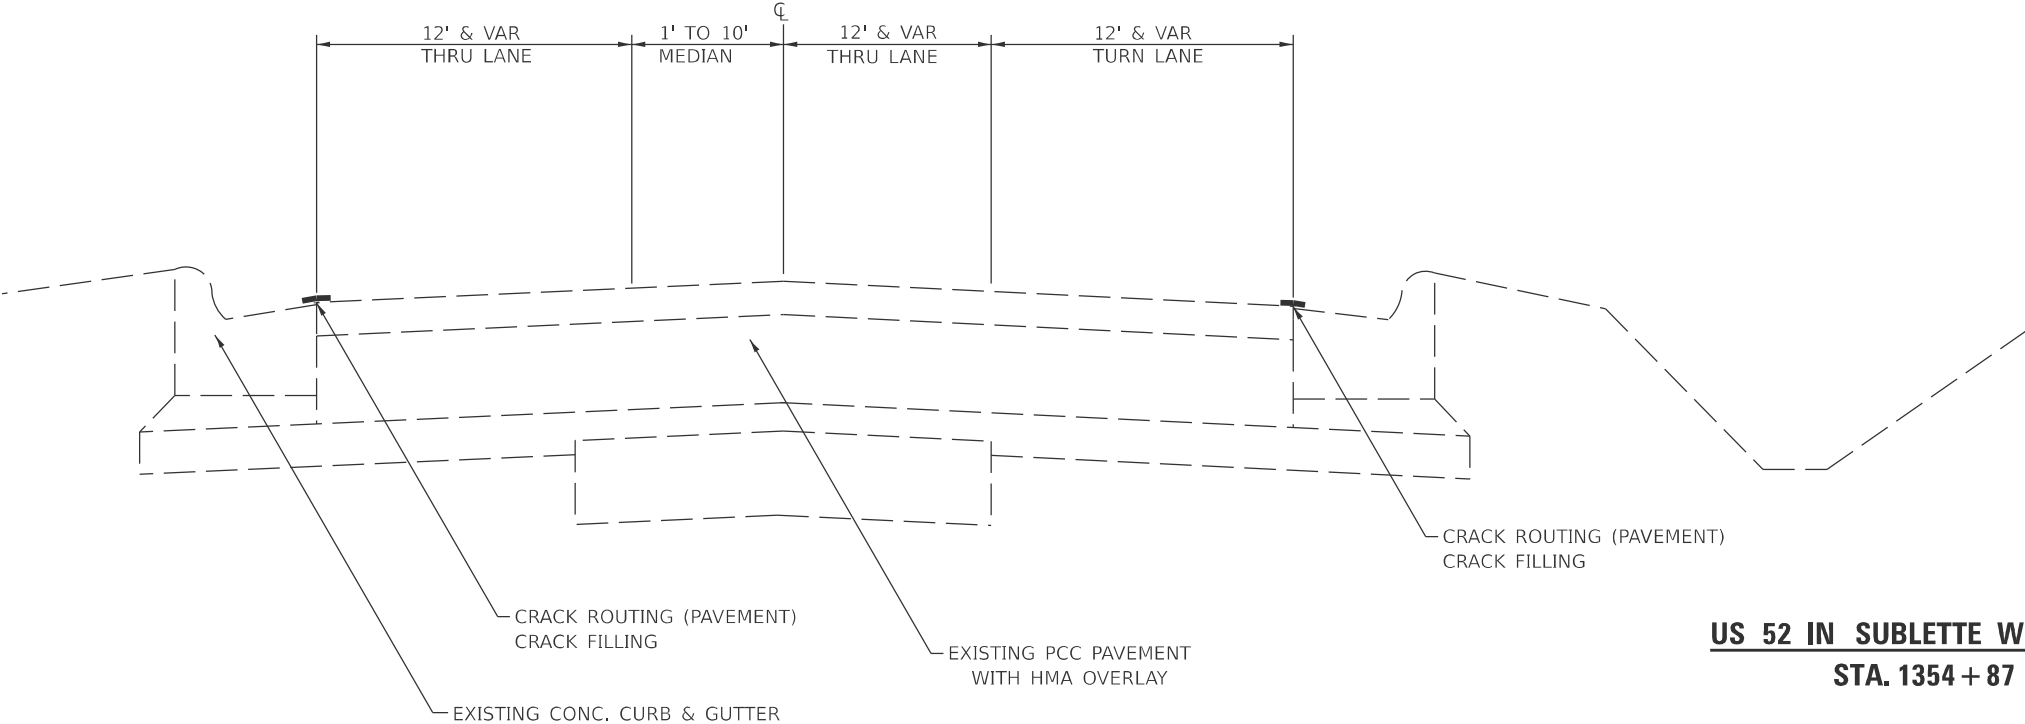 ℄
12' & VAR
THRU LANE
1' TO 10'
MEDIAN
12' & VAR
THRU LANE
12' & VAR
TURN LANE
CRACK ROUTING (PAVEMENT)
CRACK FILLING
CRACK ROUTING (PAVEMENT)
CRACK FILLING
EXISTING PCC PAVEMENT
WITH HMA OVERLAY
EXISTING CONC. CURB & GUTTER
US 52 IN SUBLETTE W
STA. 1354+87